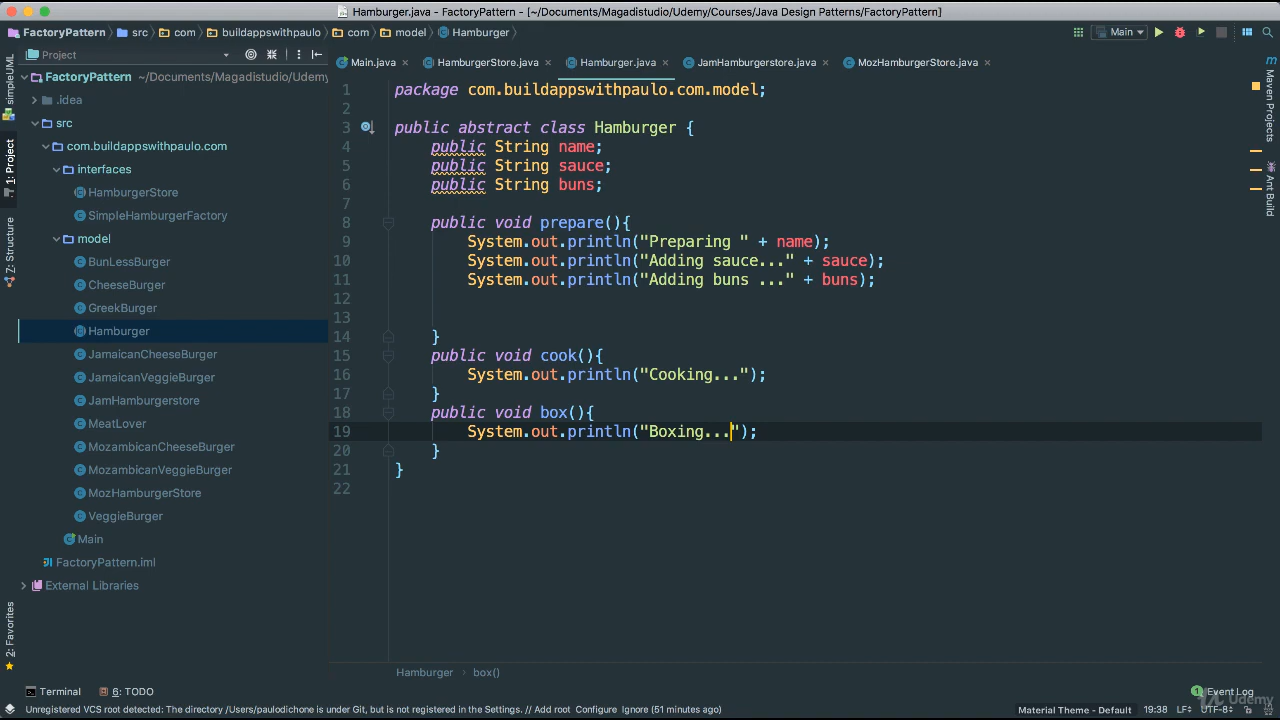 Hamburger.java - FactoryPattern - [~/Documents/Magadistudio/Udemy/Courses/Java Design Patterns/FactoryPattern]
FactoryPattern src com buildappswithpaulo com model Hamburger Main
Project Main.java HamburgerStore.java Hamburger.java JamHamburgerstore.java MozHamburgerStore.java
FactoryPattern ~/Documents/Magadistudio/Udemy
.idea
src
com.buildappswithpaulo.com
interfaces
HamburgerStore
SimpleHamburgerFactory
model
BunLessBurger
CheeseBurger
GreekBurger
Hamburger
JamaicanCheeseBurger
JamaicanVeggieBurger
JamHamburgerstore
MeatLover
MozambicanCheeseBurger
MozambicanVeggieBurger
MozHamburgerStore
VeggieBurger
Main
FactoryPattern.iml
External Libraries
simpleUML
1: Project
Z: Structure
2: Favorites
1 package com.buildappswithpaulo.com.model;
2
3 public abstract class Hamburger {
4 public String name;
5 public String sauce;
6 public String buns;
7
8 public void prepare(){
9 System.out.println("Preparing " + name);
10 System.out.println("Adding sauce..." + sauce);
11 System.out.println("Adding buns ..." + buns);
12
13
14 }
15 public void cook(){
16 System.out.println("Cooking...");
17 }
18 public void box(){
19 System.out.println("Boxing...");
20 }
21 }
22
Maven Projects
Ant Build
Hamburger box()
Terminal 6: TODO 1 Event Log
Udemy
Unregistered VCS root detected: The directory /Users/paulodichone is under Git, but is not registered in the Settings. // Add root Configure Ignore (51 minutes ago) Material Theme - Default 19:38 LF UTF-8